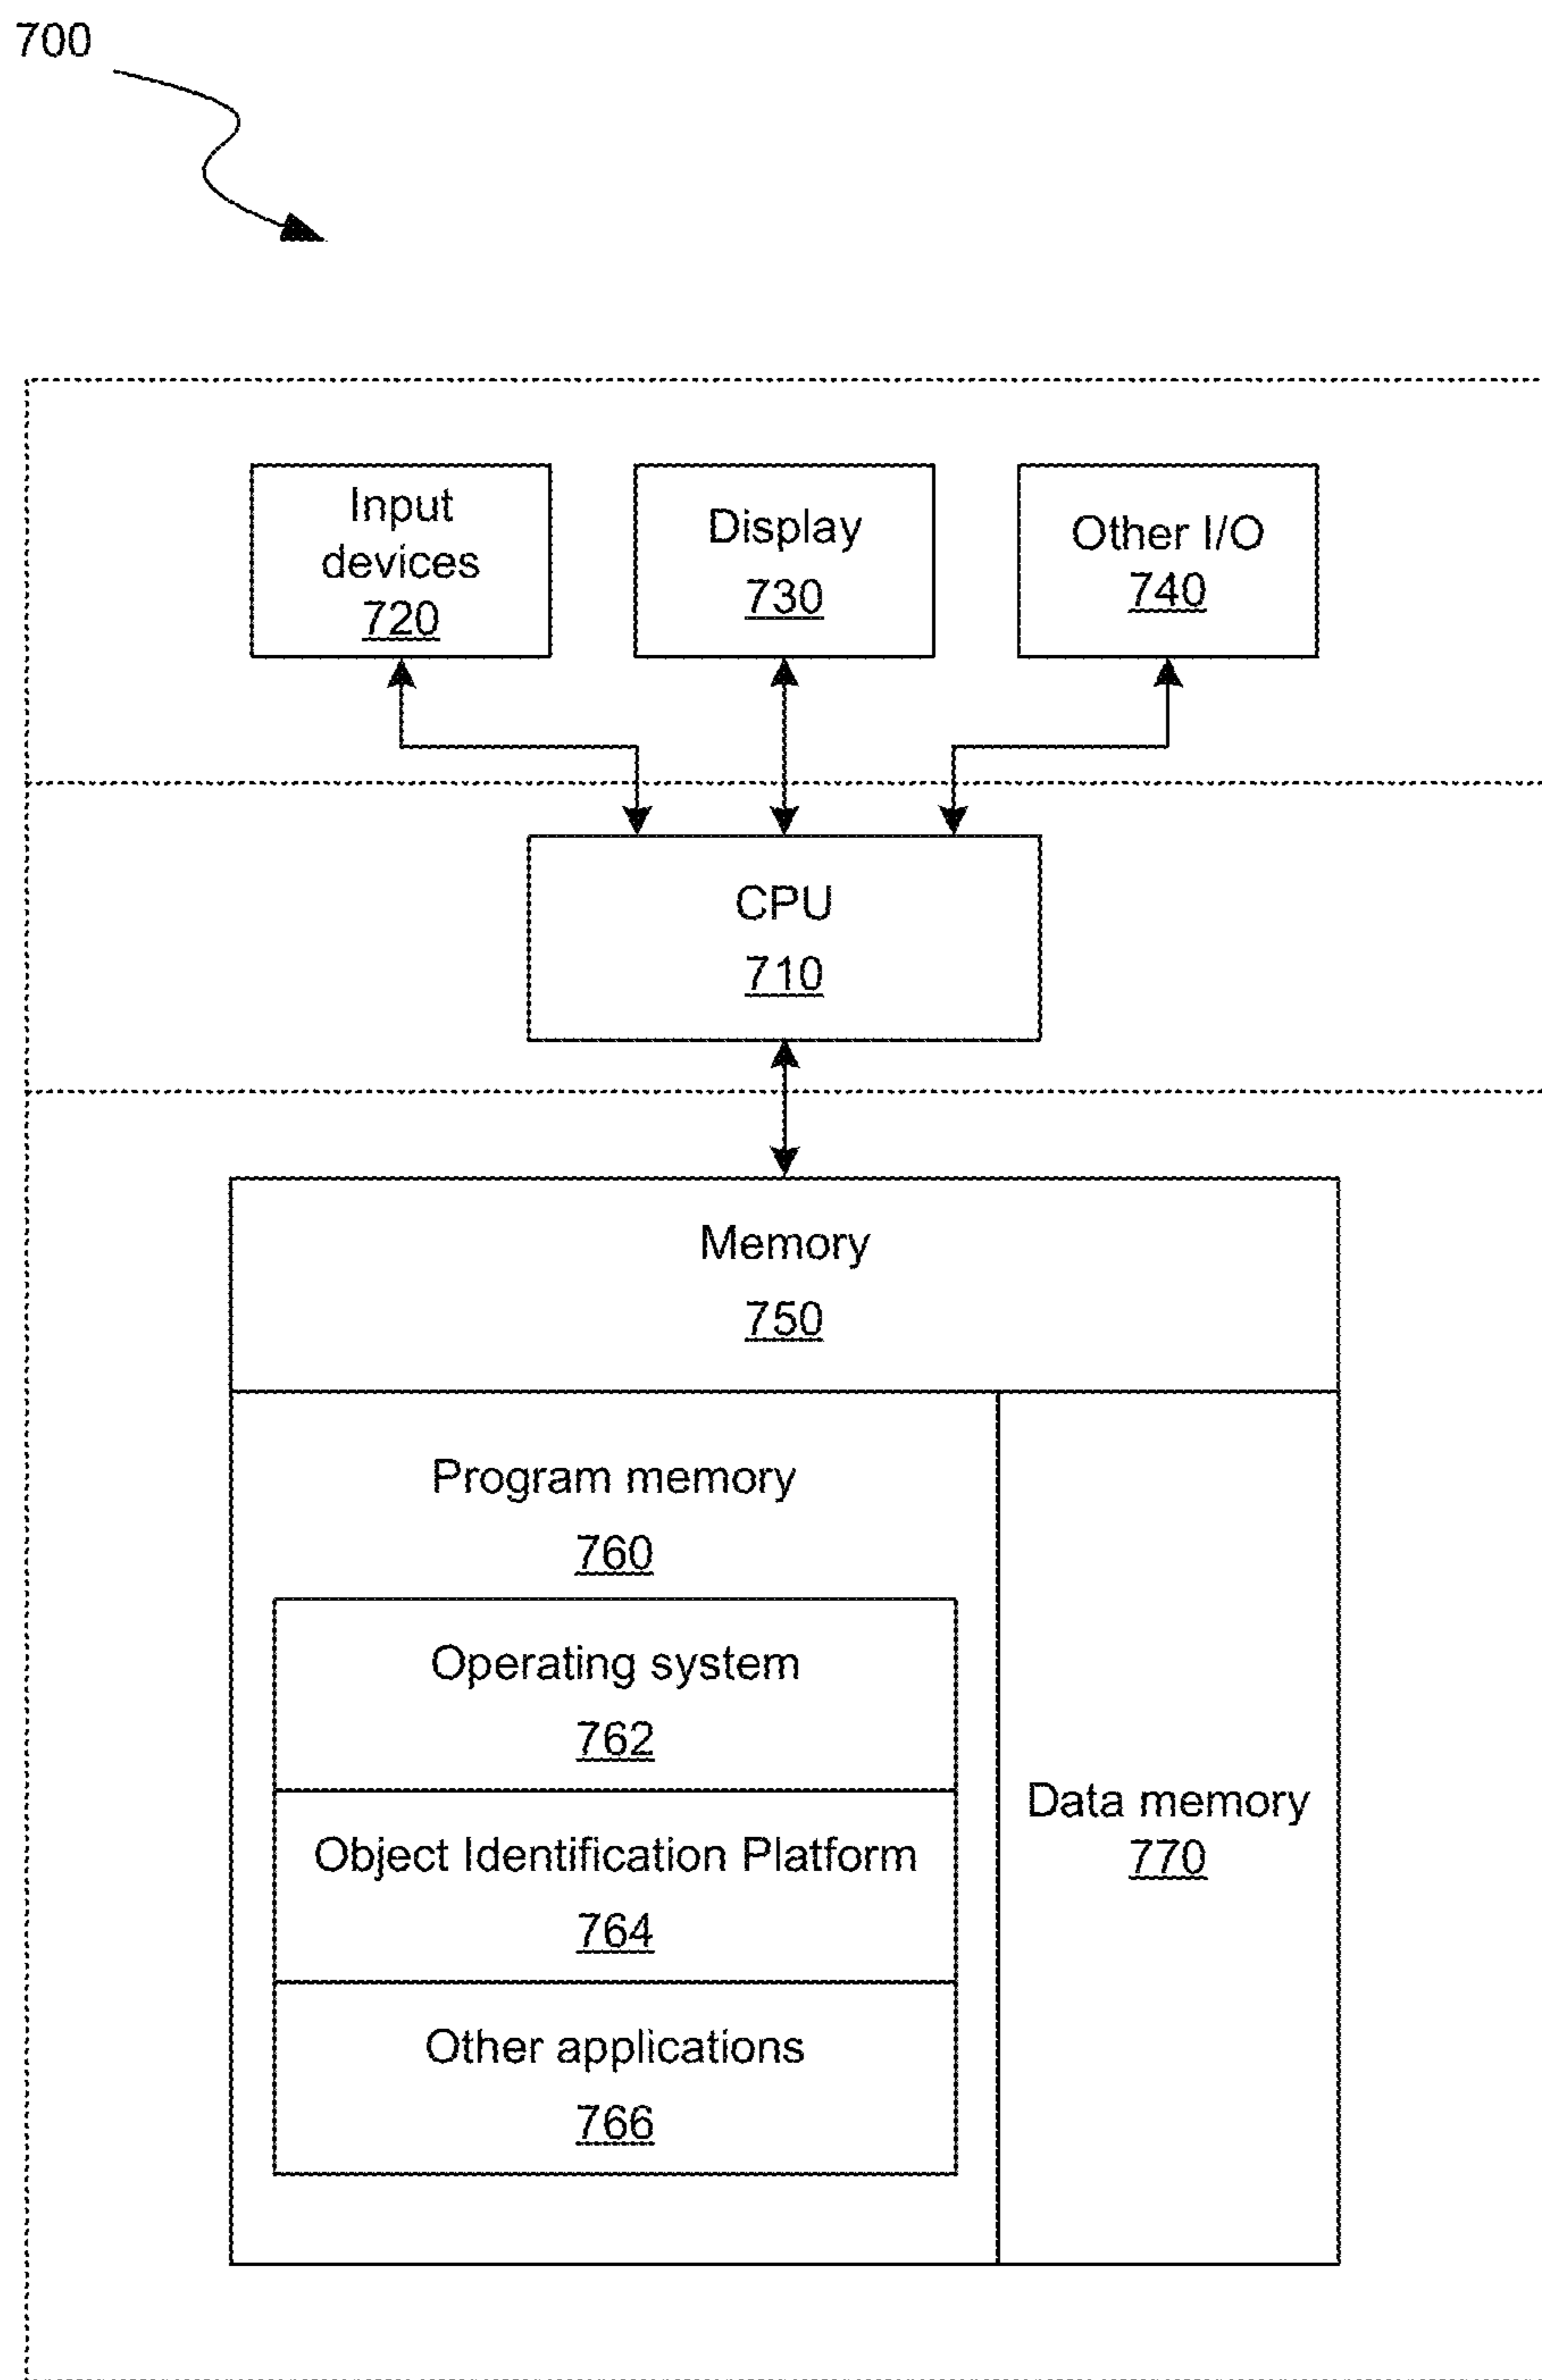 700
Input
devices
720
Display
730
Other I/O
740
CPU
710
Memory
750
Program memory
760
Operating system
762
Object Identification Platform
764
Other applications
766
Data memory
770